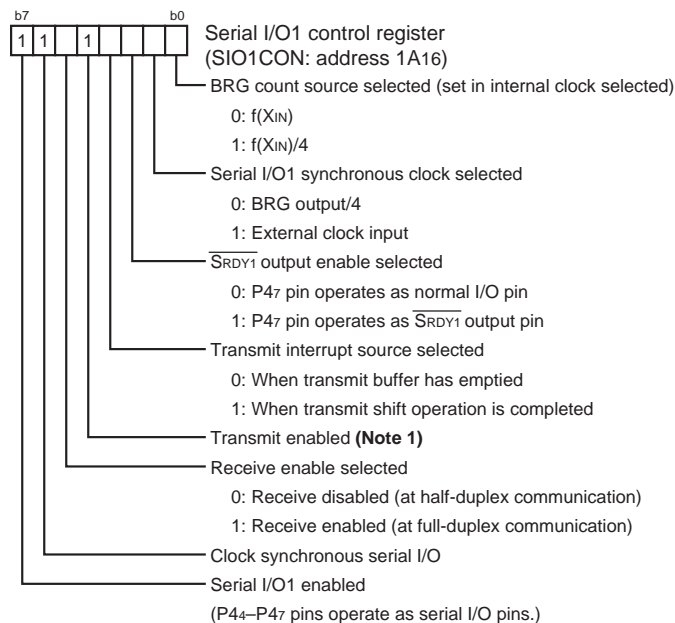 b7 b0
1 1 1
Serial I/O1 control register
(SIO1CON: address 1A16)
BRG count source selected (set in internal clock selected)
0: f(XIN)
1: f(XIN)/4
Serial I/O1 synchronous clock selected
0: BRG output/4
1: External clock input
SRDY1 output enable selected
0: P47 pin operates as normal I/O pin
1: P47 pin operates as SRDY1 output pin
Transmit interrupt source selected
0: When transmit buffer has emptied
1: When transmit shift operation is completed
Transmit enabled (Note 1)
Receive enable selected
0: Receive disabled (at half-duplex communication)
1: Receive enabled (at full-duplex communication)
Clock synchronous serial I/O
Serial I/O1 enabled
(P44–P47 pins operate as serial I/O pins.)